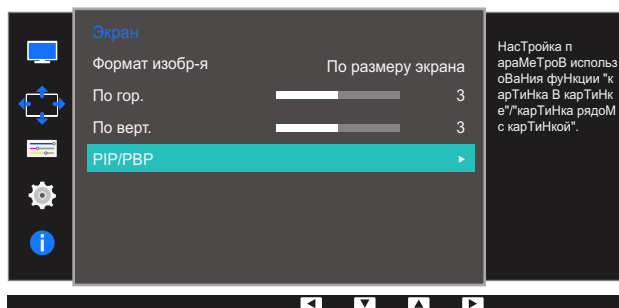 Экран
Формат изобр-я По размеру экрана
По гор. 3
По верт. 3
PIP/PBP
НасТройка п
араМеТроВ использ
оВаНия фуНкции "к
арТиНка В карТиНк
е"/"карТиНка рядоМ
с карТиНкой".